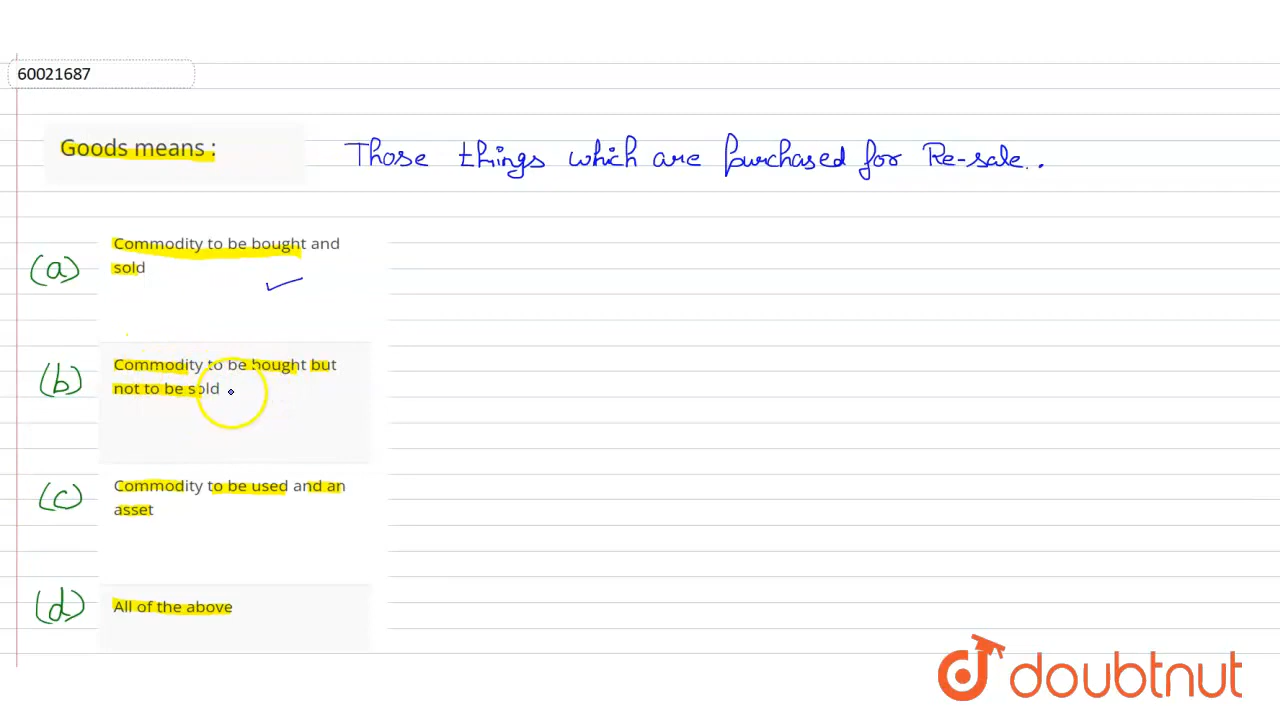 60021687
Goods means :
Those things which are purchased for Re-sale..
(a)
Commodity to be bought and
sold
(b)
Commodity to be bought but
not to be sold
(c)
Commodity to be used and an
asset
(d)
All of the above
doubtnut